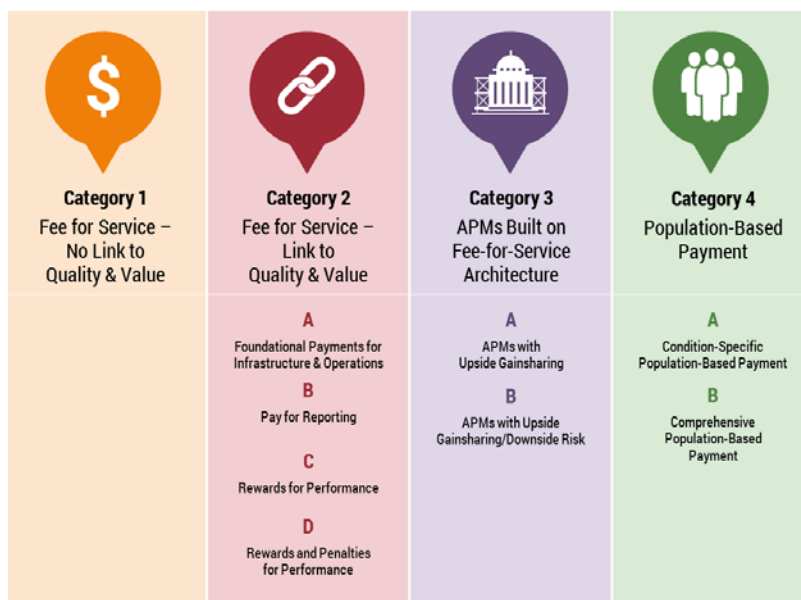 $
Category 1
Fee for Service –
No Link to
Quality & Value
Category 2
Fee for Service –
Link to
Quality & Value
A
Foundational Payments for
Infrastructure & Operations
B
Pay for Reporting
C
Rewards for Performance
D
Rewards and Penalties
for Performance
Category 3
APMs Built on
Fee-for-Service
Architecture
A
APMs with
Upside Gainsharing
B
APMs with Upside
Gainsharing/Downside Risk
Category 4
Population-Based
Payment
A
Condition-Specific
Population-Based Payment
B
Comprehensive
Population-Based
Payment